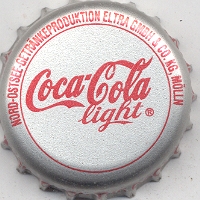 NORD-OSTSEE-GETRÄNKEPRODUKTION ELTRA GMBH & CO. KG, MÖLLN
Coca-Cola
light ®